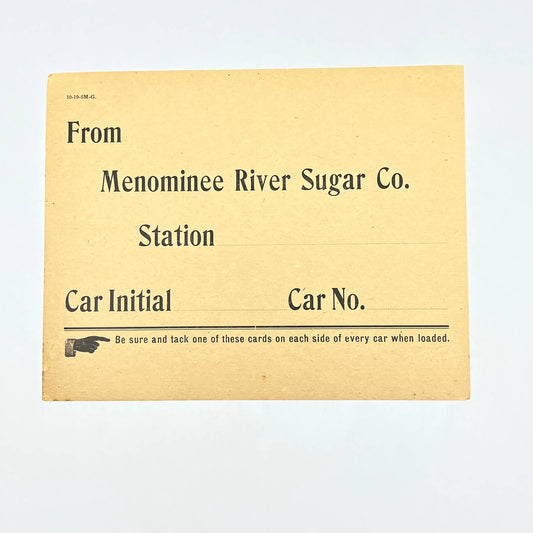 10-19-5M-G.
From
Menominee River Sugar Co.
Station
Car Initial Car No.
Be sure and tack one of these cards on each side of every car when loaded.